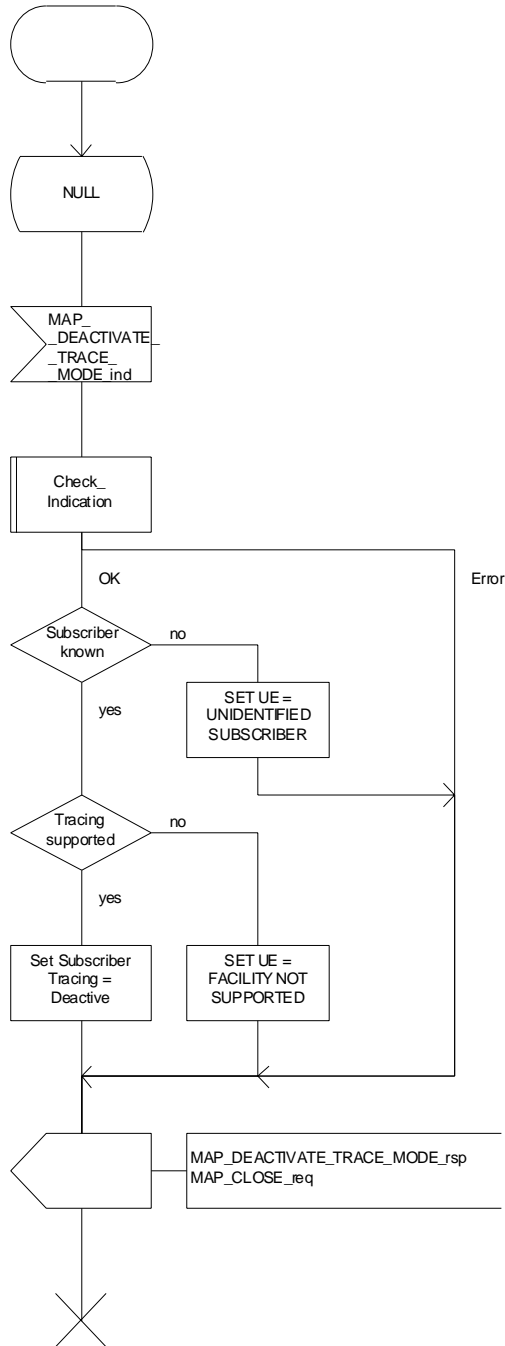 NULL
MAP_
_DEACTIVATE_
_TRACE_
_MODE_ind
Check_
Indication
OK
Error
Subscriber
known
no
yes
SET UE =
UNIDENTIFIED
SUBSCRIBER
Tracing
supported
no
yes
Set Subscriber
Tracing =
Deactive
SET UE =
FACILITY NOT
SUPPORTED
MAP_DEACTIVATE_TRACE_MODE_rsp
MAP_CLOSE_req